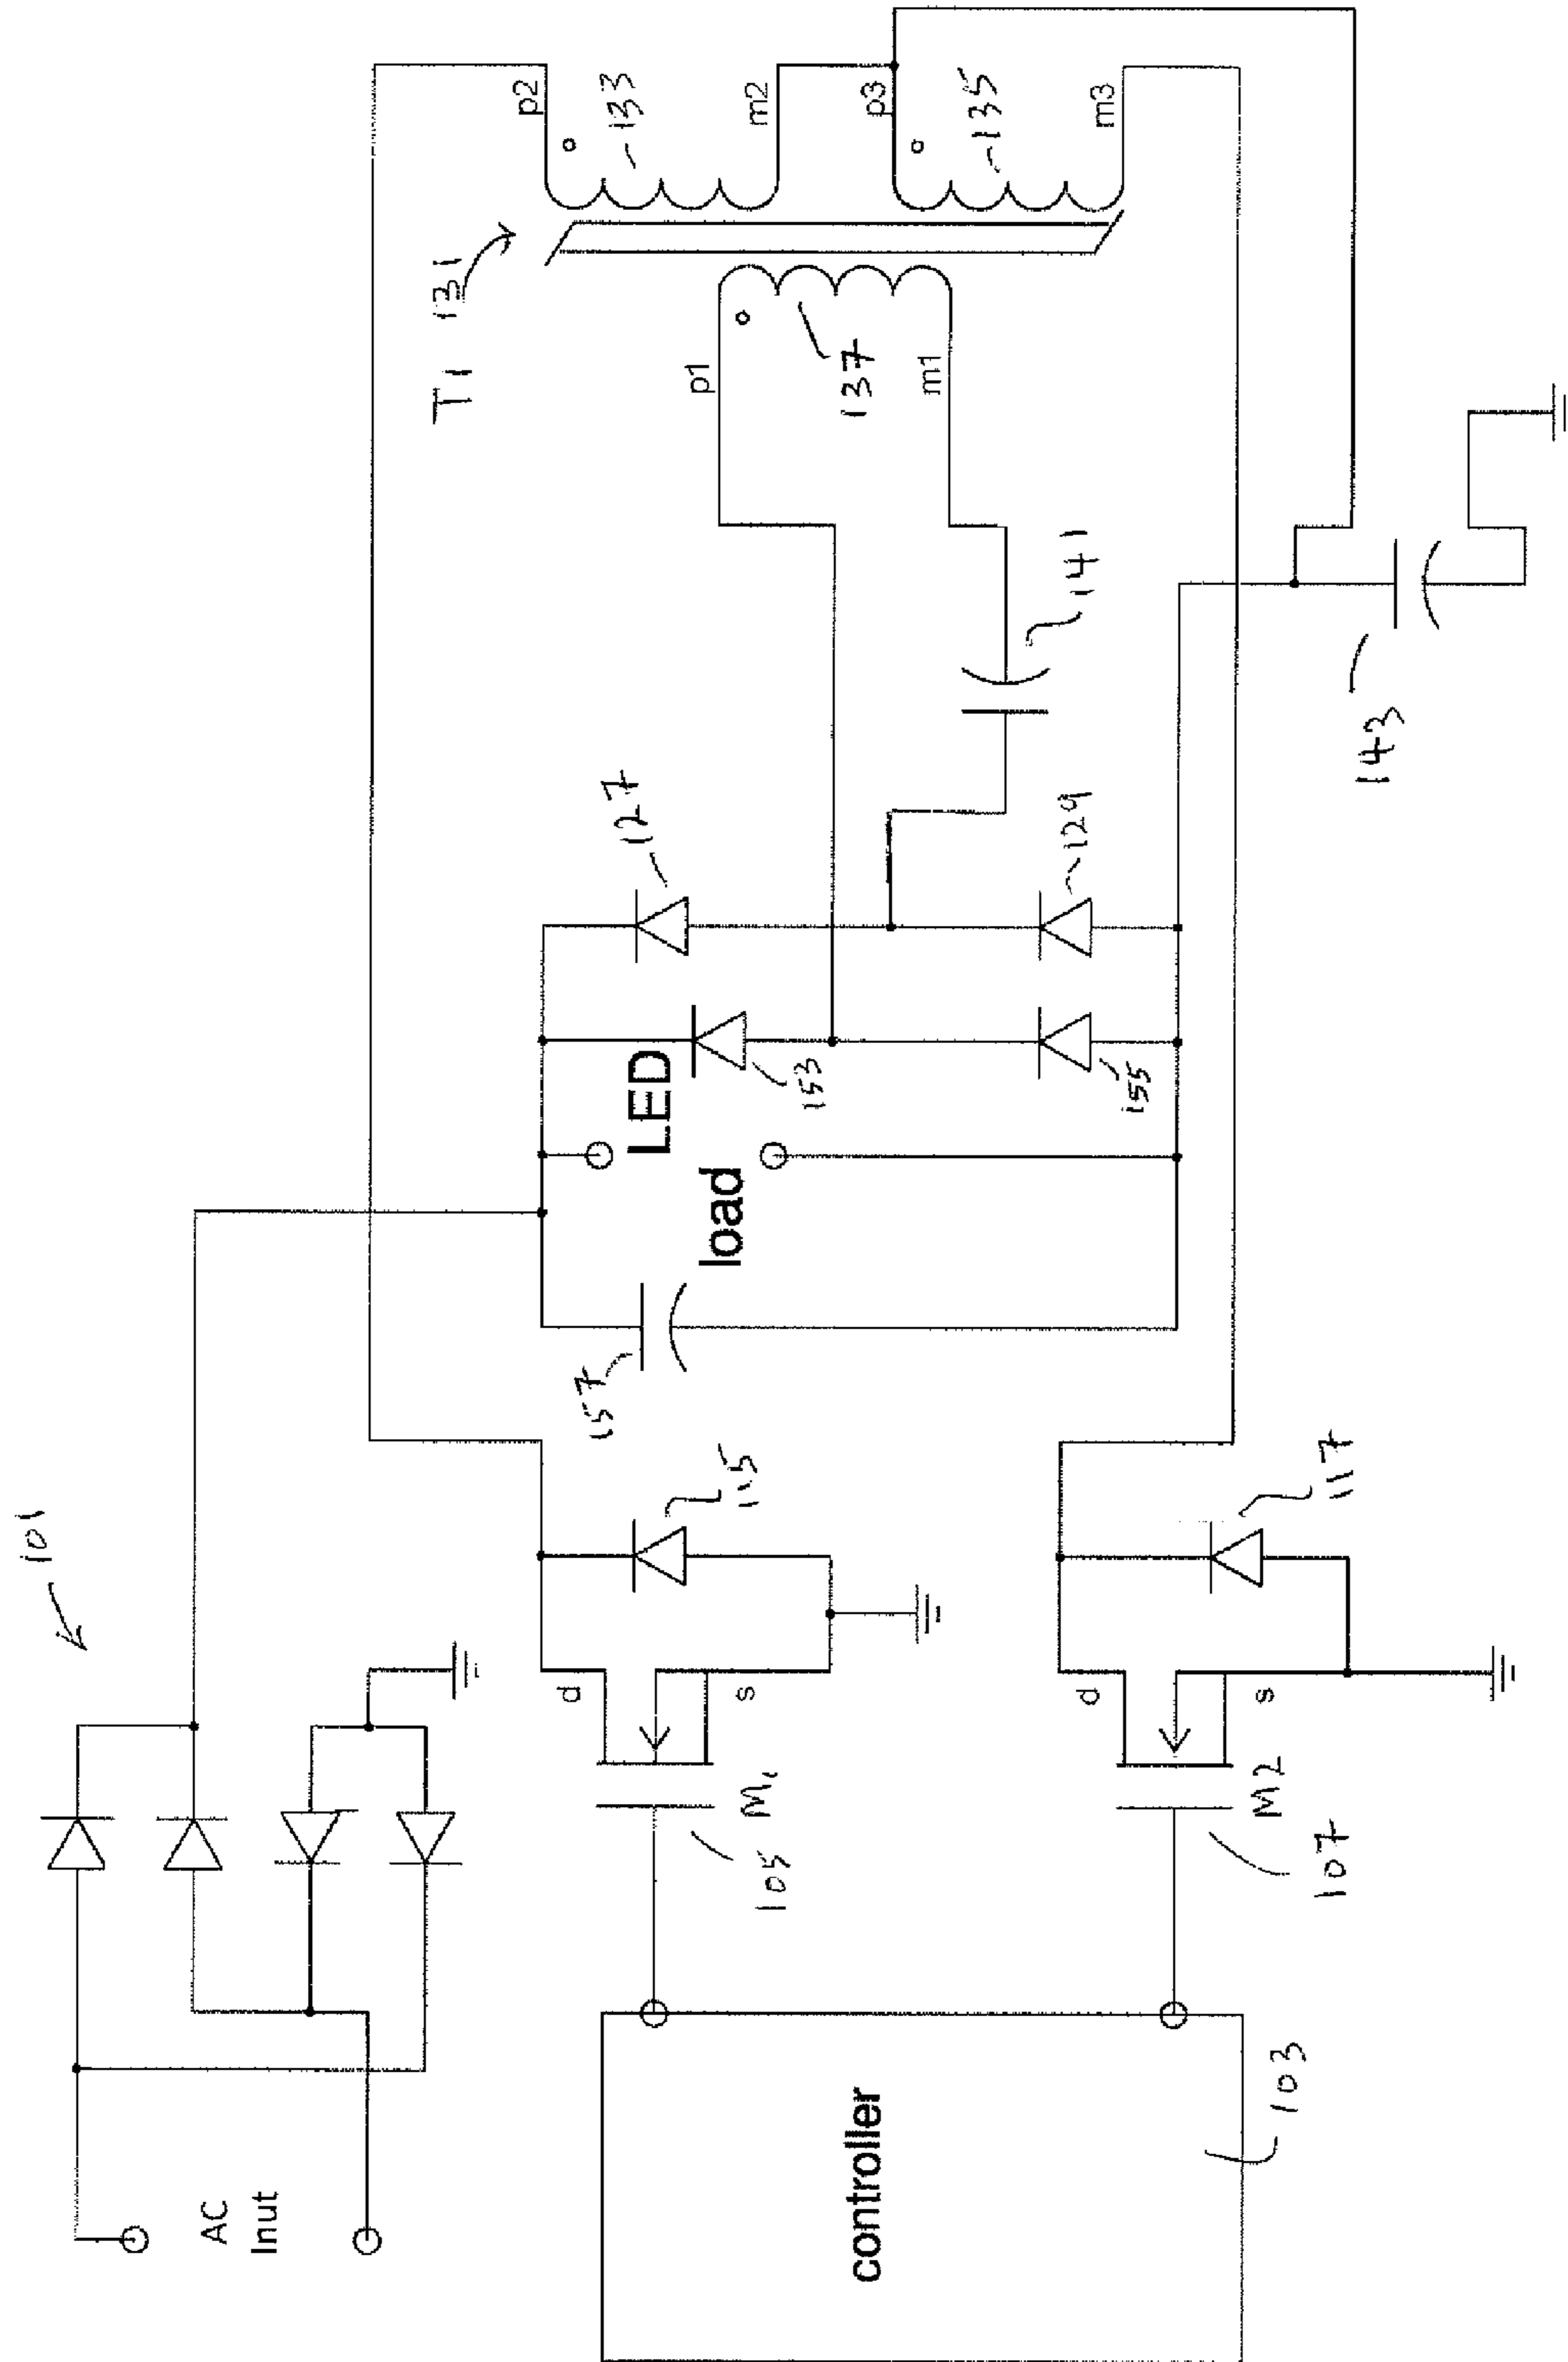 101
AC
Inut
T1 131
p2
133
m2
p3
135
m3
p1
137
m1
127
LED
load
153
129
155
157
141
143
d
115
s
M1
105
d
117
s
M2
107
controller
103